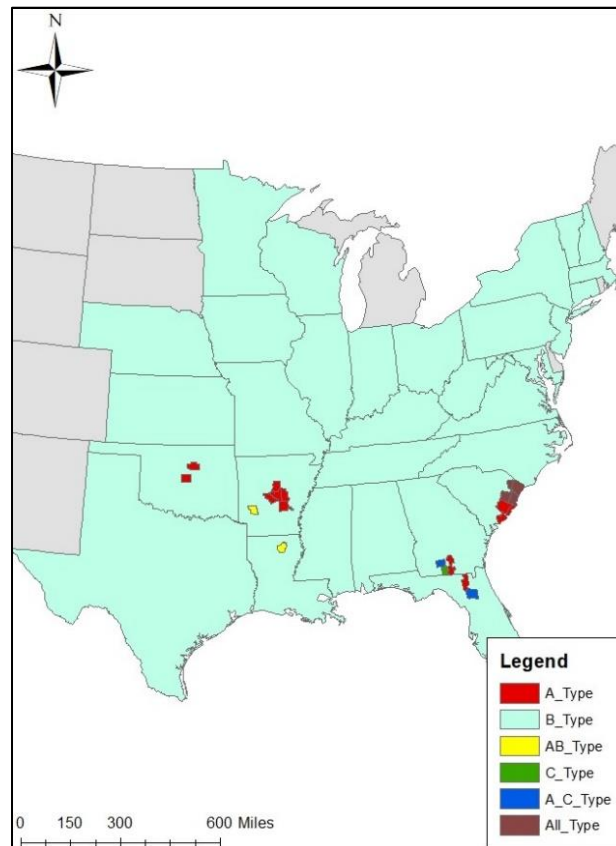 N
Legend
A_Type
B_Type
AB_Type
C_Type
A_C_Type
All_Type
0 150 300 600 Miles